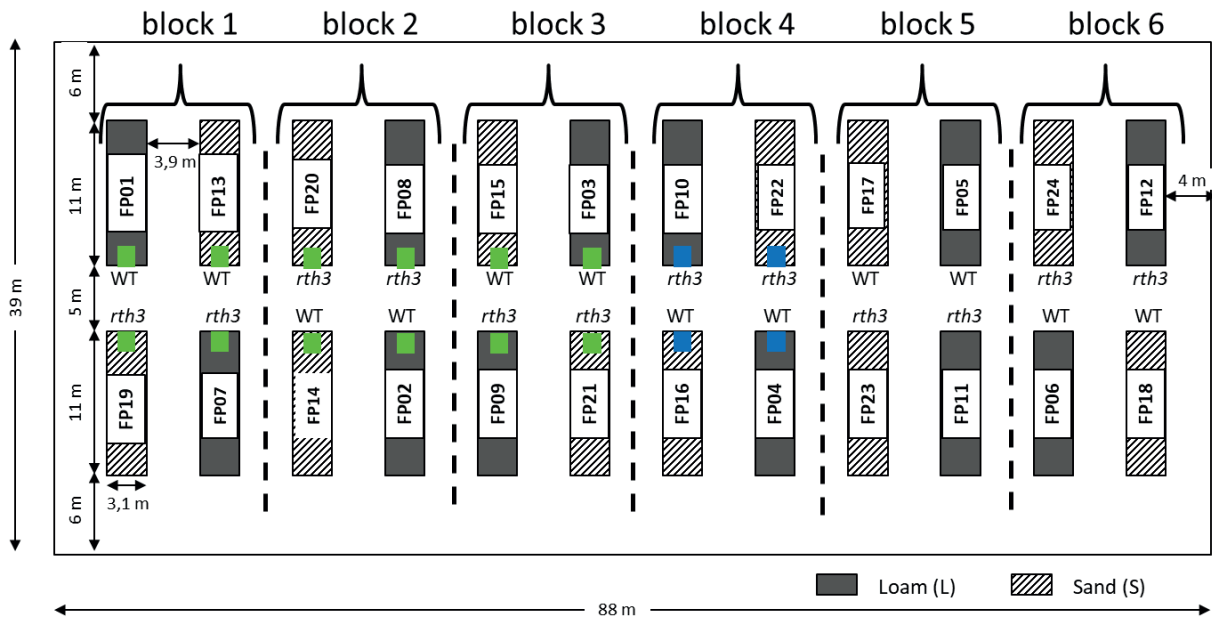 block 1 block 2 block 3 block 4 block 5 block 6
6 m
3,9 m
4 m
11 m
FP01 FP13 FP20 FP08 FP15 FP03 FP10 FP22 FP17 FP05 FP24 FP12
WT WT rth3 rth3 WT WT rth3 rth3 WT WT rth3 rth3
39 m
5 m
rth3 rth3 WT WT rth3 rth3 WT WT rth3 rth3 WT WT
11 m
FP19 FP07 FP14 FP02 FP09 FP21 FP16 FP04 FP23 FP11 FP06 FP18
3,1 m
6 m
Loam (L) Sand (S)
88 m